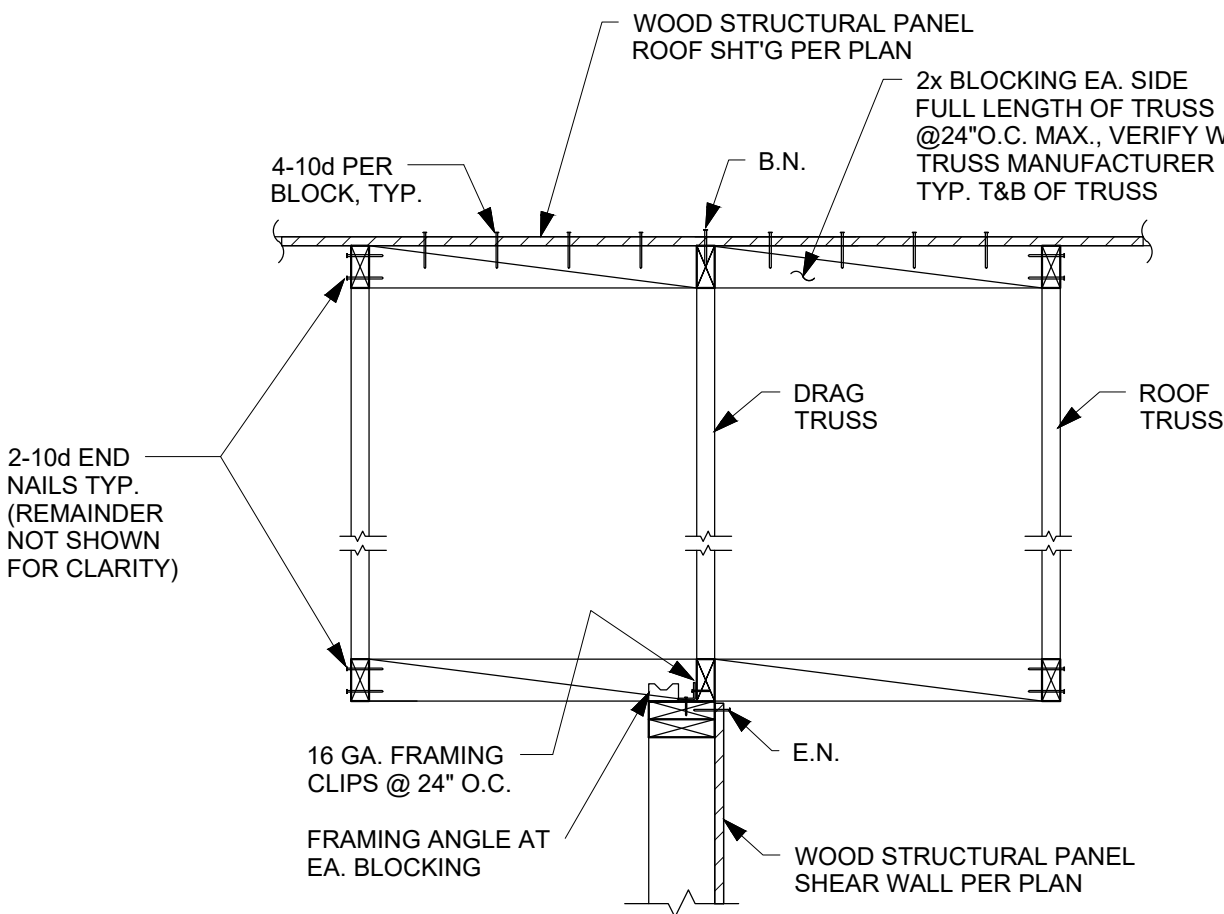 WOOD STRUCTURAL PANEL
ROOF SHT'G PER PLAN
2x BLOCKING EA. SIDE
FULL LENGTH OF TRUSS
@24"O.C. MAX., VERIFY W
TRUSS MANUFACTURER
TYP. T&B OF TRUSS
4-10d PER
BLOCK, TYP.
B.N.
DRAG
TRUSS
ROOF
TRUSS
2-10d END
NAILS TYP.
(REMAINDER
NOT SHOWN
FOR CLARITY)
16 GA. FRAMING
CLIPS @ 24" O.C.
E.N.
FRAMING ANGLE AT
EA. BLOCKING
WOOD STRUCTURAL PANEL
SHEAR WALL PER PLAN